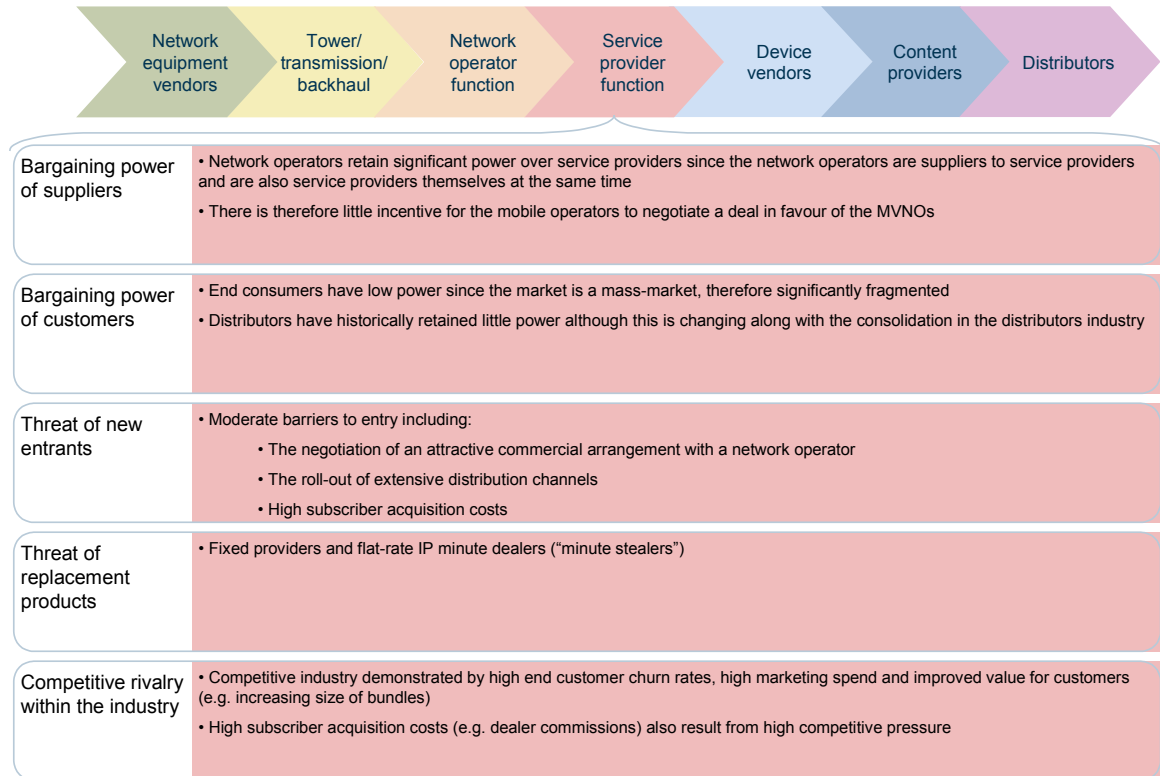 Network
equipment
vendors
Tower/
transmission/
backhaul
Network
operator
function
Service
provider
function
Device
vendors
Content
providers
Distributors
Bargaining power
of suppliers
• Network operators retain significant power over service providers since the network operators are suppliers to service providers
and are also service providers themselves at the same time
• There is therefore little incentive for the mobile operators to negotiate a deal in favour of the MVNOs
Bargaining power
of customers
• End consumers have low power since the market is a mass-market, therefore significantly fragmented
• Distributors have historically retained little power although this is changing along with the consolidation in the distributors industry
Threat of new
entrants
• Moderate barriers to entry including:
• The negotiation of an attractive commercial arrangement with a network operator
• The roll-out of extensive distribution channels
• High subscriber acquisition costs
Threat of
replacement
products
• Fixed providers and flat-rate IP minute dealers (“minute stealers”)
Competitive rivalry
within the industry
• Competitive industry demonstrated by high end customer churn rates, high marketing spend and improved value for customers
(e.g. increasing size of bundles)
• High subscriber acquisition costs (e.g. dealer commissions) also result from high competitive pressure